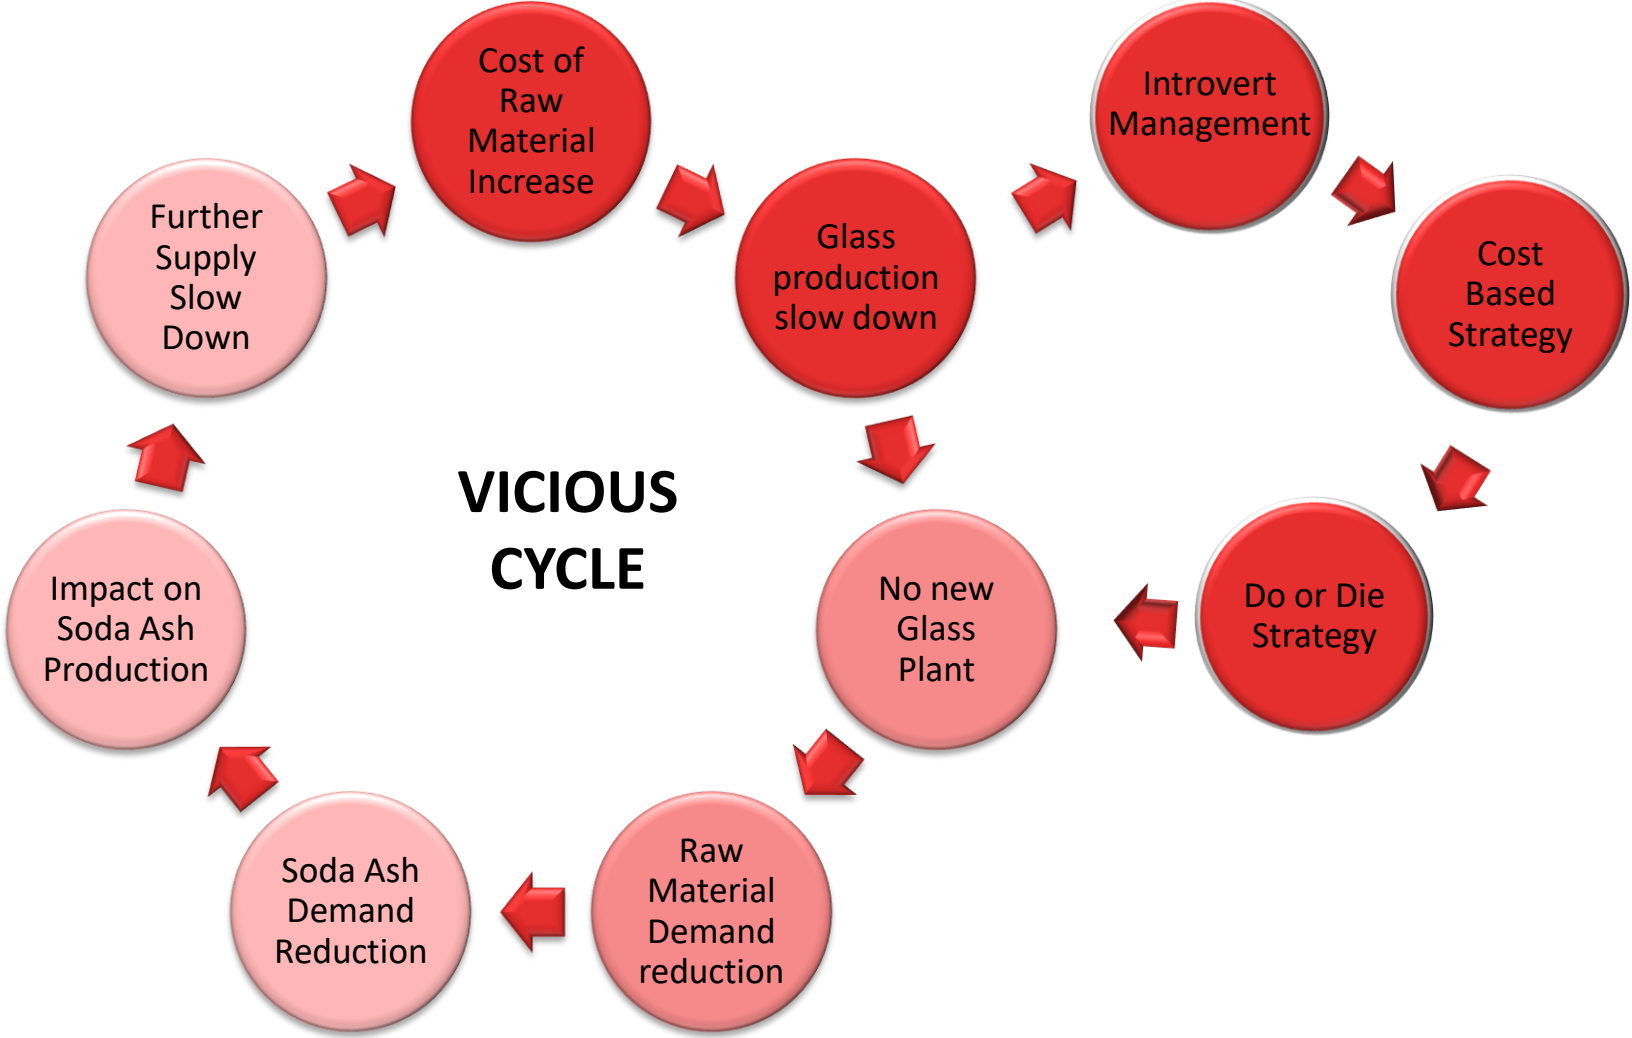 Cost of
Raw
Material
Increase
Glass
production
slow down
Introvert
Management
Cost
Based
Strategy
Do or Die
Strategy
No new
Glass
Plant
Raw
Material
Demand
reduction
Soda Ash
Demand
Reduction
Impact on
Soda Ash
Production
Further
Supply
Slow
Down
VICIOUS
CYCLE